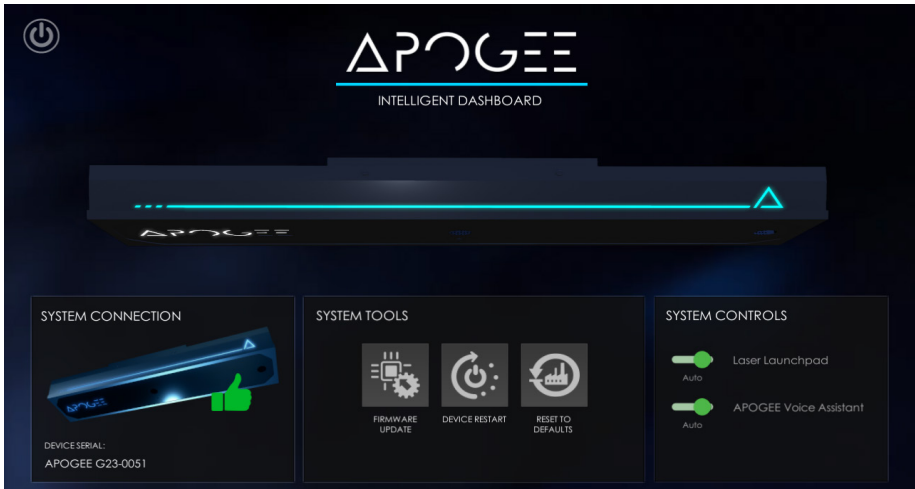 APOGEE
INTELLIGENT DASHBOARD
APOGEE
SYSTEM CONNECTION
APOGEE
DEVICE SERIAL:
APOGEE G23-0051
SYSTEM TOOLS
FIRMWARE
UPDATE
DEVICE RESTART
RESET TO
DEFAULTS
SYSTEM CONTROLS
Auto
Laser Launchpad
Auto
APOGEE Voice Assistant